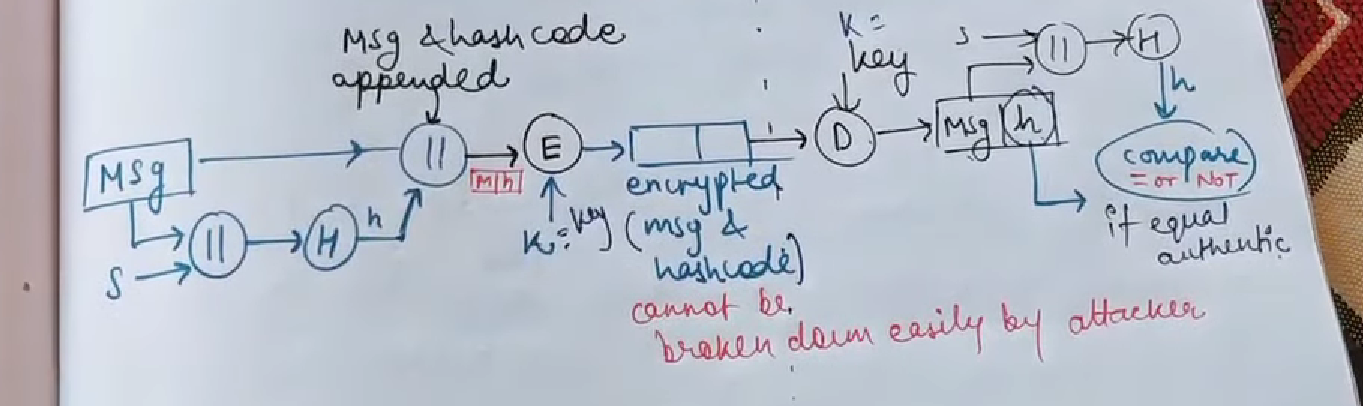 Msg & hash code
appended
||
Msg
M/h
E
K = key
||
H
h
S
encrypted
(msg &
hashcode)
cannot be
broken down easily by attacker
K =
key
D
Msg h
S
||
H
h
compare
= or NOT
if equal
authentic